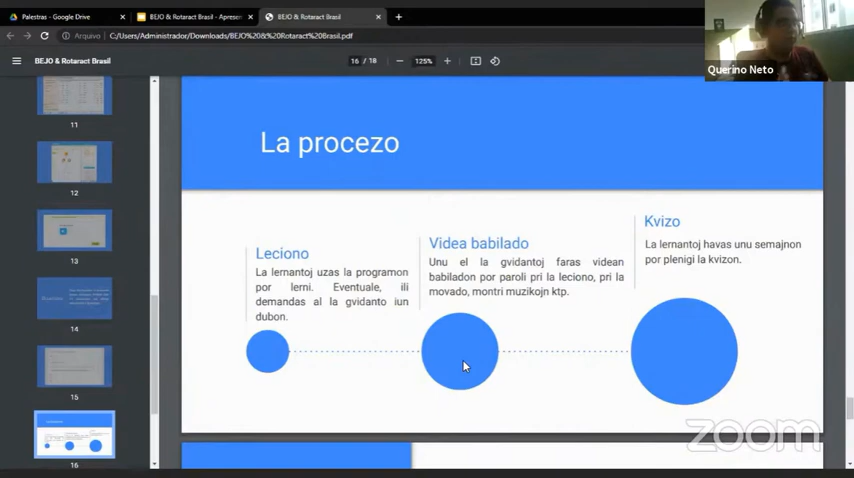 Palestras - Google Drive
BEJO & Rotaract Brasil - Apresen
BEJO & Rotaract Brasil
Arquivo
C:/Users/Administrador/Downloads/BEJO%20&%20Rotaract%20Brasil.pdf
BEJO & Rotaract Brasil
16 / 18
125%
Querino Neto
11
12
13
14
15
16
La procezo
Leciono
La lernantoj uzas la programon
por lerni. Eventuale, ili
demandas al la gvidanto iun
dubon.
Videa babilado
Unu el la gvidantoj faras videan
babiladon por paroli pri la leciono, pri la
movado, montri muzikojn ktp.
Kvizo
La lernantoj havas unu semajnon
por plenigi la kvizon.
zoom